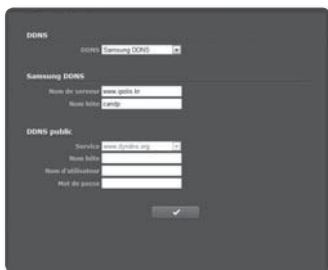 DDNS
DDNS Samsung DDNS
Samsung DDNS
Nom de serveur www.ipolis.kr
Nom hôte candp
DDNS public
Service www.dyndns.org
Nom hôte
Nom d'utilisateur
Mot de passe